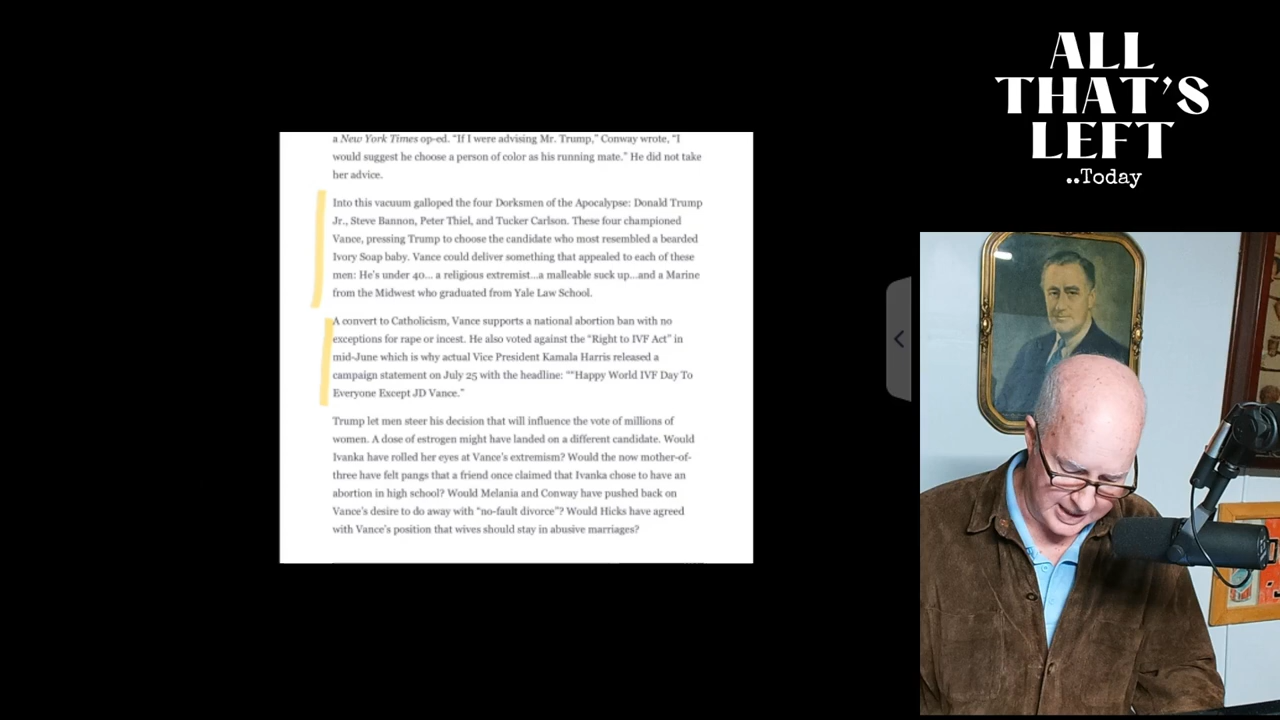 ALL
THAT'S
LEFT
..Today
a New York Times op-ed. “If I were advising Mr. Trump,” Conway wrote, “I
would suggest he choose a person of color as his running mate.” He did not take
her advice.
Into this vacuum galloped the four Dorksmen of the Apocalypse: Donald Trump
Jr., Steve Bannon, Peter Thiel, and Tucker Carlson. These four championed
Vance, pressing Trump to choose the candidate who most resembled a bearded
Ivory Soap baby. Vance could deliver something that appealed to each of these
men: He’s under 40... a religious extremist...a malleable suck up...and a Marine
from the Midwest who graduated from Yale Law School.
A convert to Catholicism, Vance supports a national abortion ban with no
exceptions for rape or incest. He also voted against the “Right to IVF Act” in
mid-June which is why actual Vice President Kamala Harris released a
campaign statement on July 25 with the headline: ““Happy World IVF Day To
Everyone Except JD Vance.”
Trump let men steer his decision that will influence the vote of millions of
women. A dose of estrogen might have landed on a different candidate. Would
Ivanka have rolled her eyes at Vance’s extremism? Would the now mother-of-
three have felt pangs that a friend once claimed that Ivanka chose to have an
abortion in high school? Would Melania and Conway have pushed back on
Vance’s desire to do away with “no-fault divorce”? Would Hicks have agreed
with Vance’s position that wives should stay in abusive marriages?